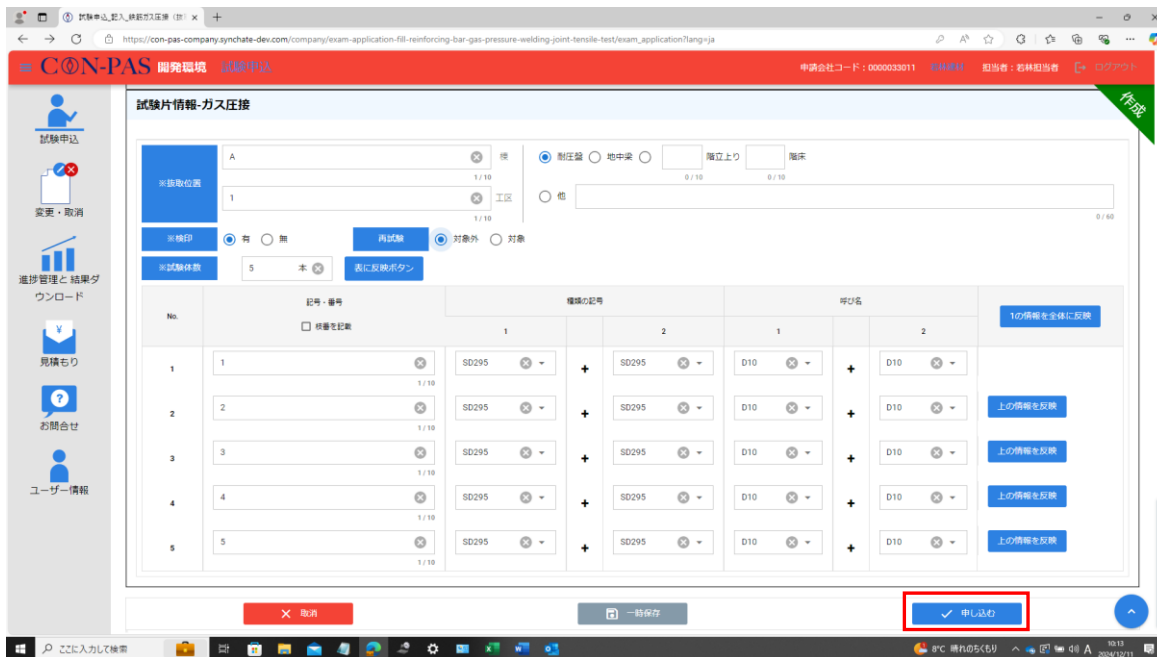 試験申込_記入_鉄筋ガス圧接（抜
https://con-pas-company.synchate-dev.com/company/exam-application-fill-reinforcing-bar-gas-pressure-welding-joint-tensile-test/exam_application?lang=ja
CON-PAS 開発環境 試験申込 申請会社コード：0000033011 担当者：若林担当者 ログアウト
作成
試験申込
変更・取消
進捗管理と 結果ダ
ウンロード
見積もり
お問合せ
ユーザー情報
試験片情報-ガス圧接
※抜取位置 A 棟 耐圧盤 地中梁 階立上り 階床
1 / 10 0 / 10 0 / 10
1 工区 他
1 / 10 0 / 60
※検印 有 無 再試験 対象外 対象
※試験体数 5 本 表に反映ボタン
No. 記号・番号 種類の記号 呼び名 1の情報を全体に反映
枝番を記載 1 2 1 2
1 1 SD295 + SD295 D10 + D10
1 / 10
2 2 SD295 + SD295 D10 + D10 上の情報を反映
1 / 10
3 3 SD295 + SD295 D10 + D10 上の情報を反映
1 / 10
4 4 SD295 + SD295 D10 + D10 上の情報を反映
1 / 10
5 5 SD295 + SD295 D10 + D10 上の情報を反映
1 / 10
取消 一時保存 申し込む
ここに入力して検索 8°C 晴れのちくもり A 10:13
2024/12/11